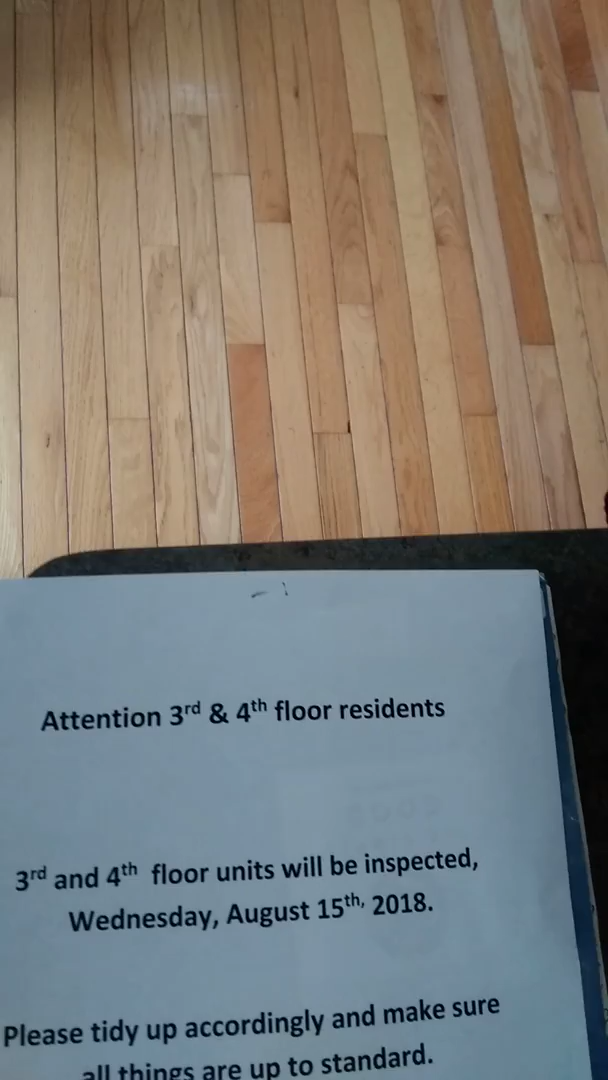 Attention 3rd & 4th floor residents
3rd and 4th floor units will be inspected,
Wednesday, August 15th, 2018.
Please tidy up accordingly and make sure
all things are up to standard.